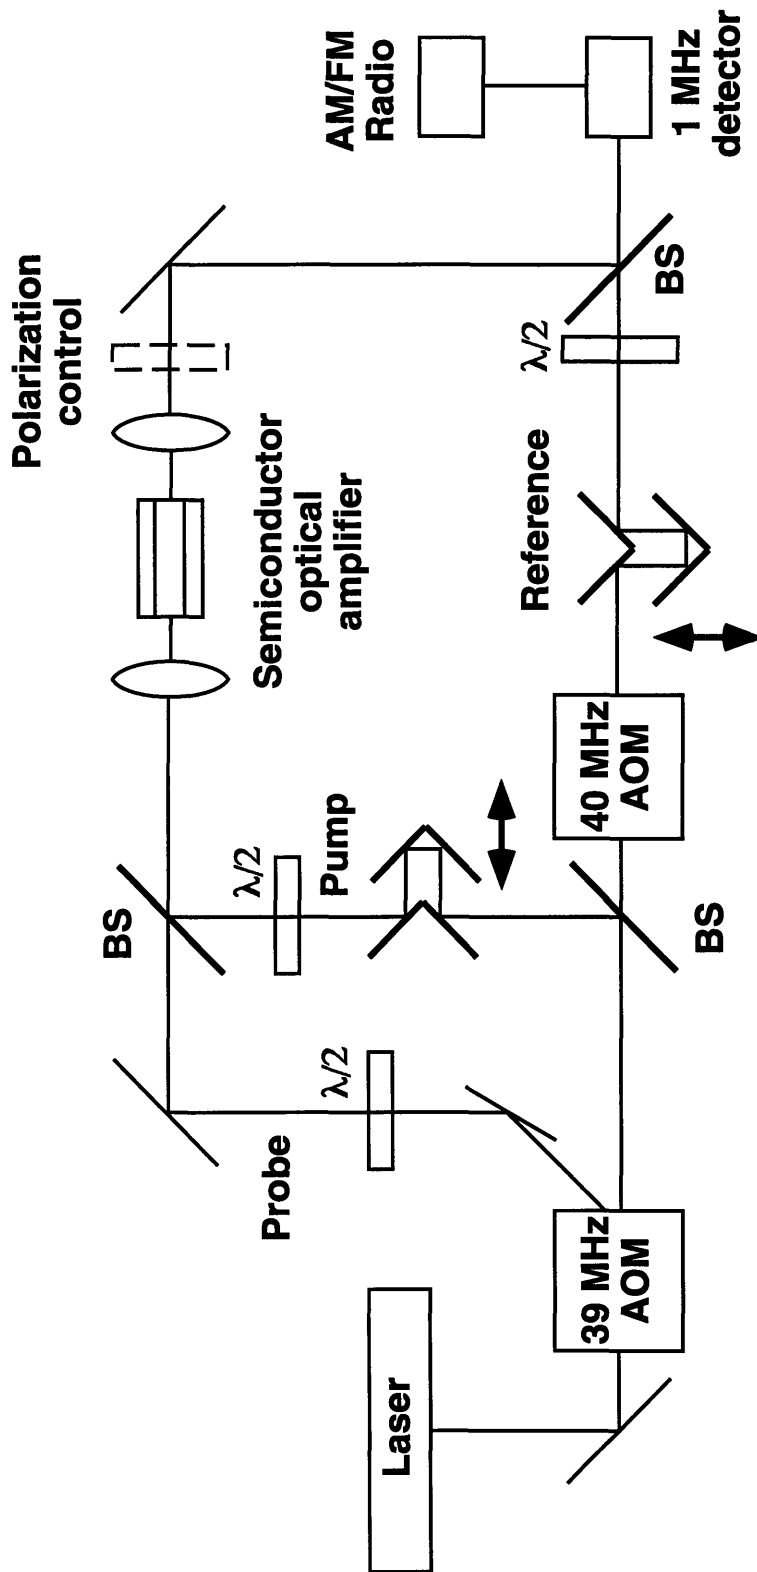 Polarization
control
AM/FM
Radio
1 MHz
detector
BS
λ/2
Reference
Semiconductor
optical
amplifier
40 MHz
AOM
BS
λ/2
Pump
BS
λ/2
Probe
39 MHz
AOM
Laser